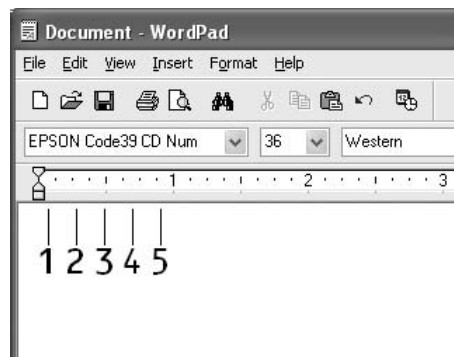 Document - WordPad
File Edit View Insert Format Help
EPSON Code39 CD Num 36 Western
1 2 3
1 2 3 4 5